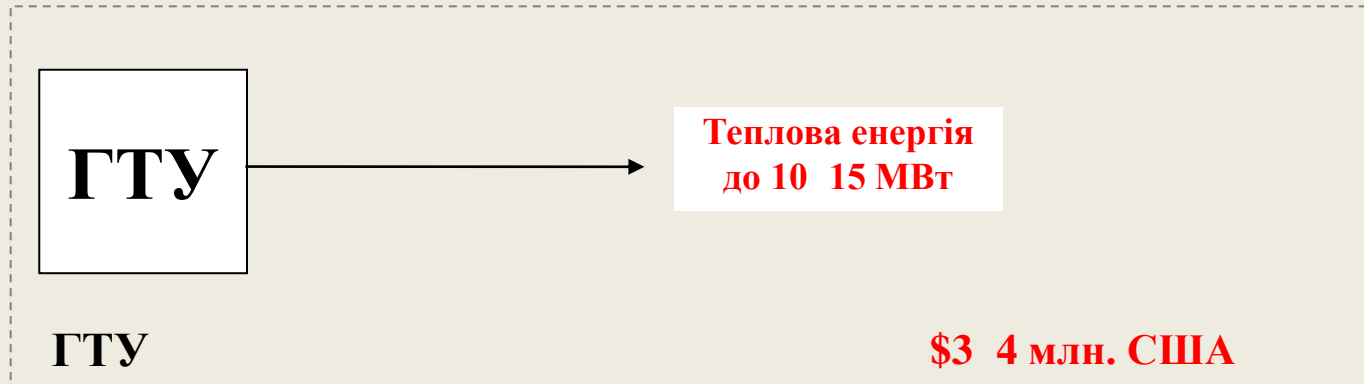 ГТУ
Теплова енергія
до 10 15 МВт
ГТУ
$3 4 млн. США